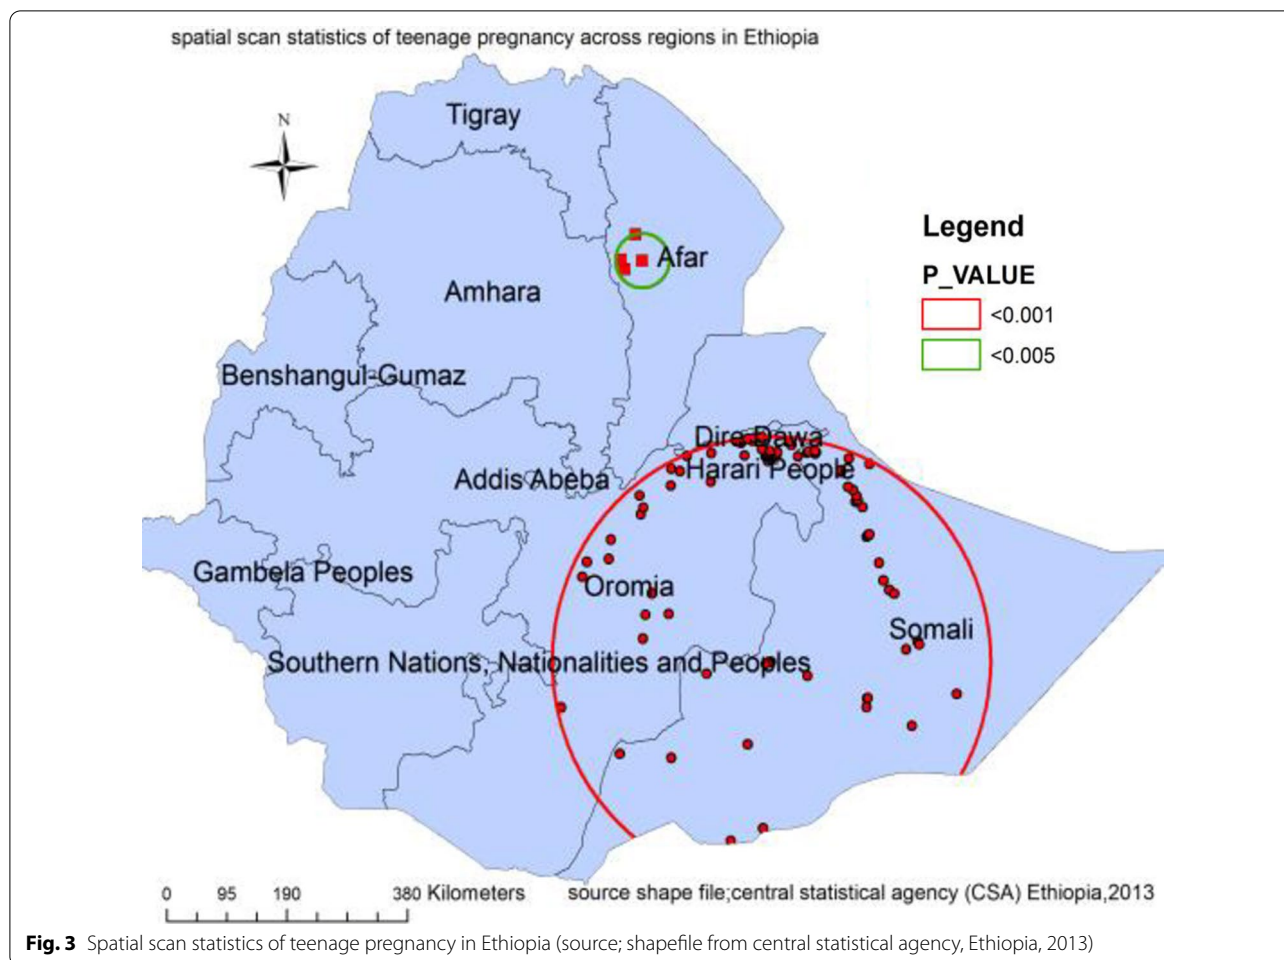 spatial scan statistics of teenage pregnancy across regions in Ethiopia
N
Tigray
Afar
Amhara
Benshangul-Gumaz
Dire Dawa
Harari People
Addis Abeba
Gambela Peoples
Oromia
Somali
Southern Nations, Nationalities and Peoples
Legend
P_VALUE
<0.001
<0.005
0 95 190 380 Kilometers
source shape file;central statistical agency (CSA) Ethiopia,2013
Fig. 3 Spatial scan statistics of teenage pregnancy in Ethiopia (source; shapefile from central statistical agency, Ethiopia, 2013)